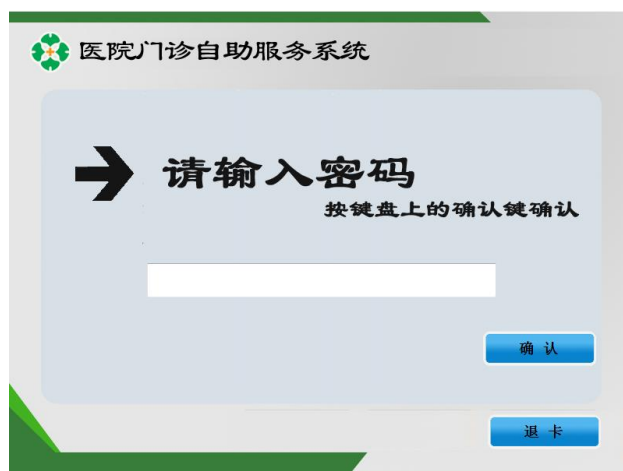 医院门诊自助服务系统
请输入密码
按键盘上的确认键确认
确 认
退 卡